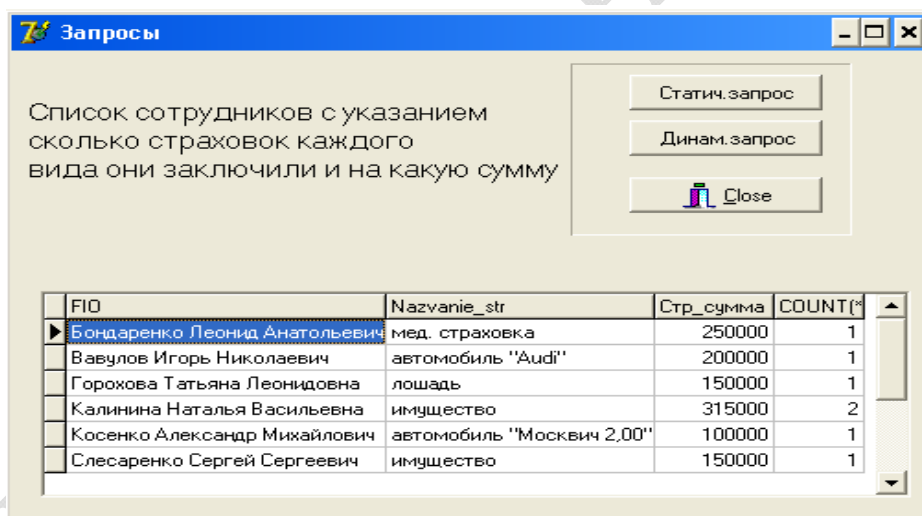 Запросы
Список сотрудников с указанием
сколько страховок каждого
вида они заключили и на какую сумму
Статич.запрос
Динам.запрос
Close
FIO Nazvanie_str Стр_сумма COUNT(*
Бондаренко Леонид Анатольевич мед. страховка 250000 1
Вавулов Игорь Николаевич автомобиль "Audi" 200000 1
Горохова Татьяна Леонидовна лошадь 150000 1
Калинина Наталья Васильевна имущество 315000 2
Косенко Александр Михайлович автомобиль "Москвич 2,00" 100000 1
Слесаренко Сергей Сергеевич имущество 150000 1